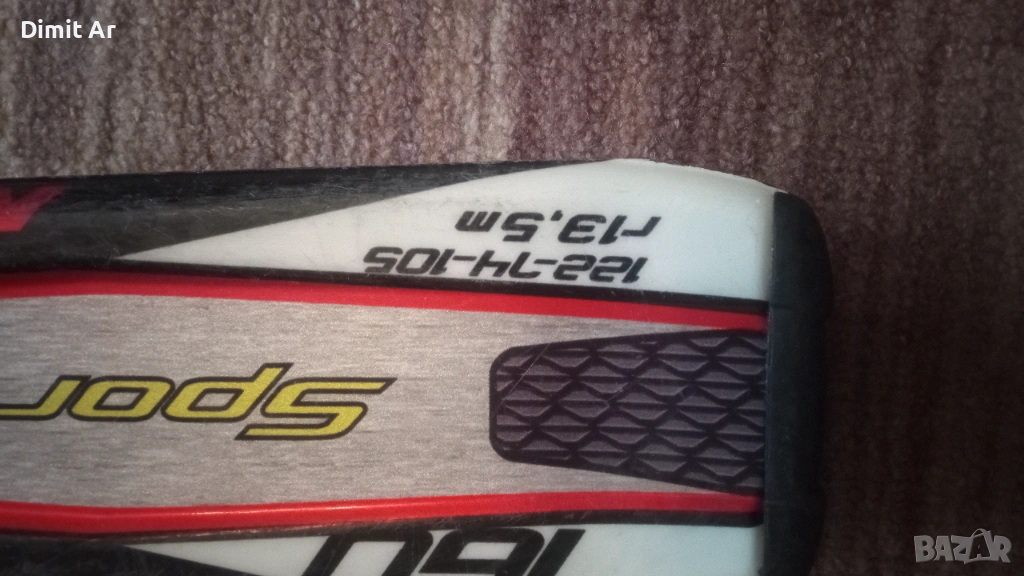 Dimit Ar
r13,5m
122-74-105
Spor
160
BAZAR